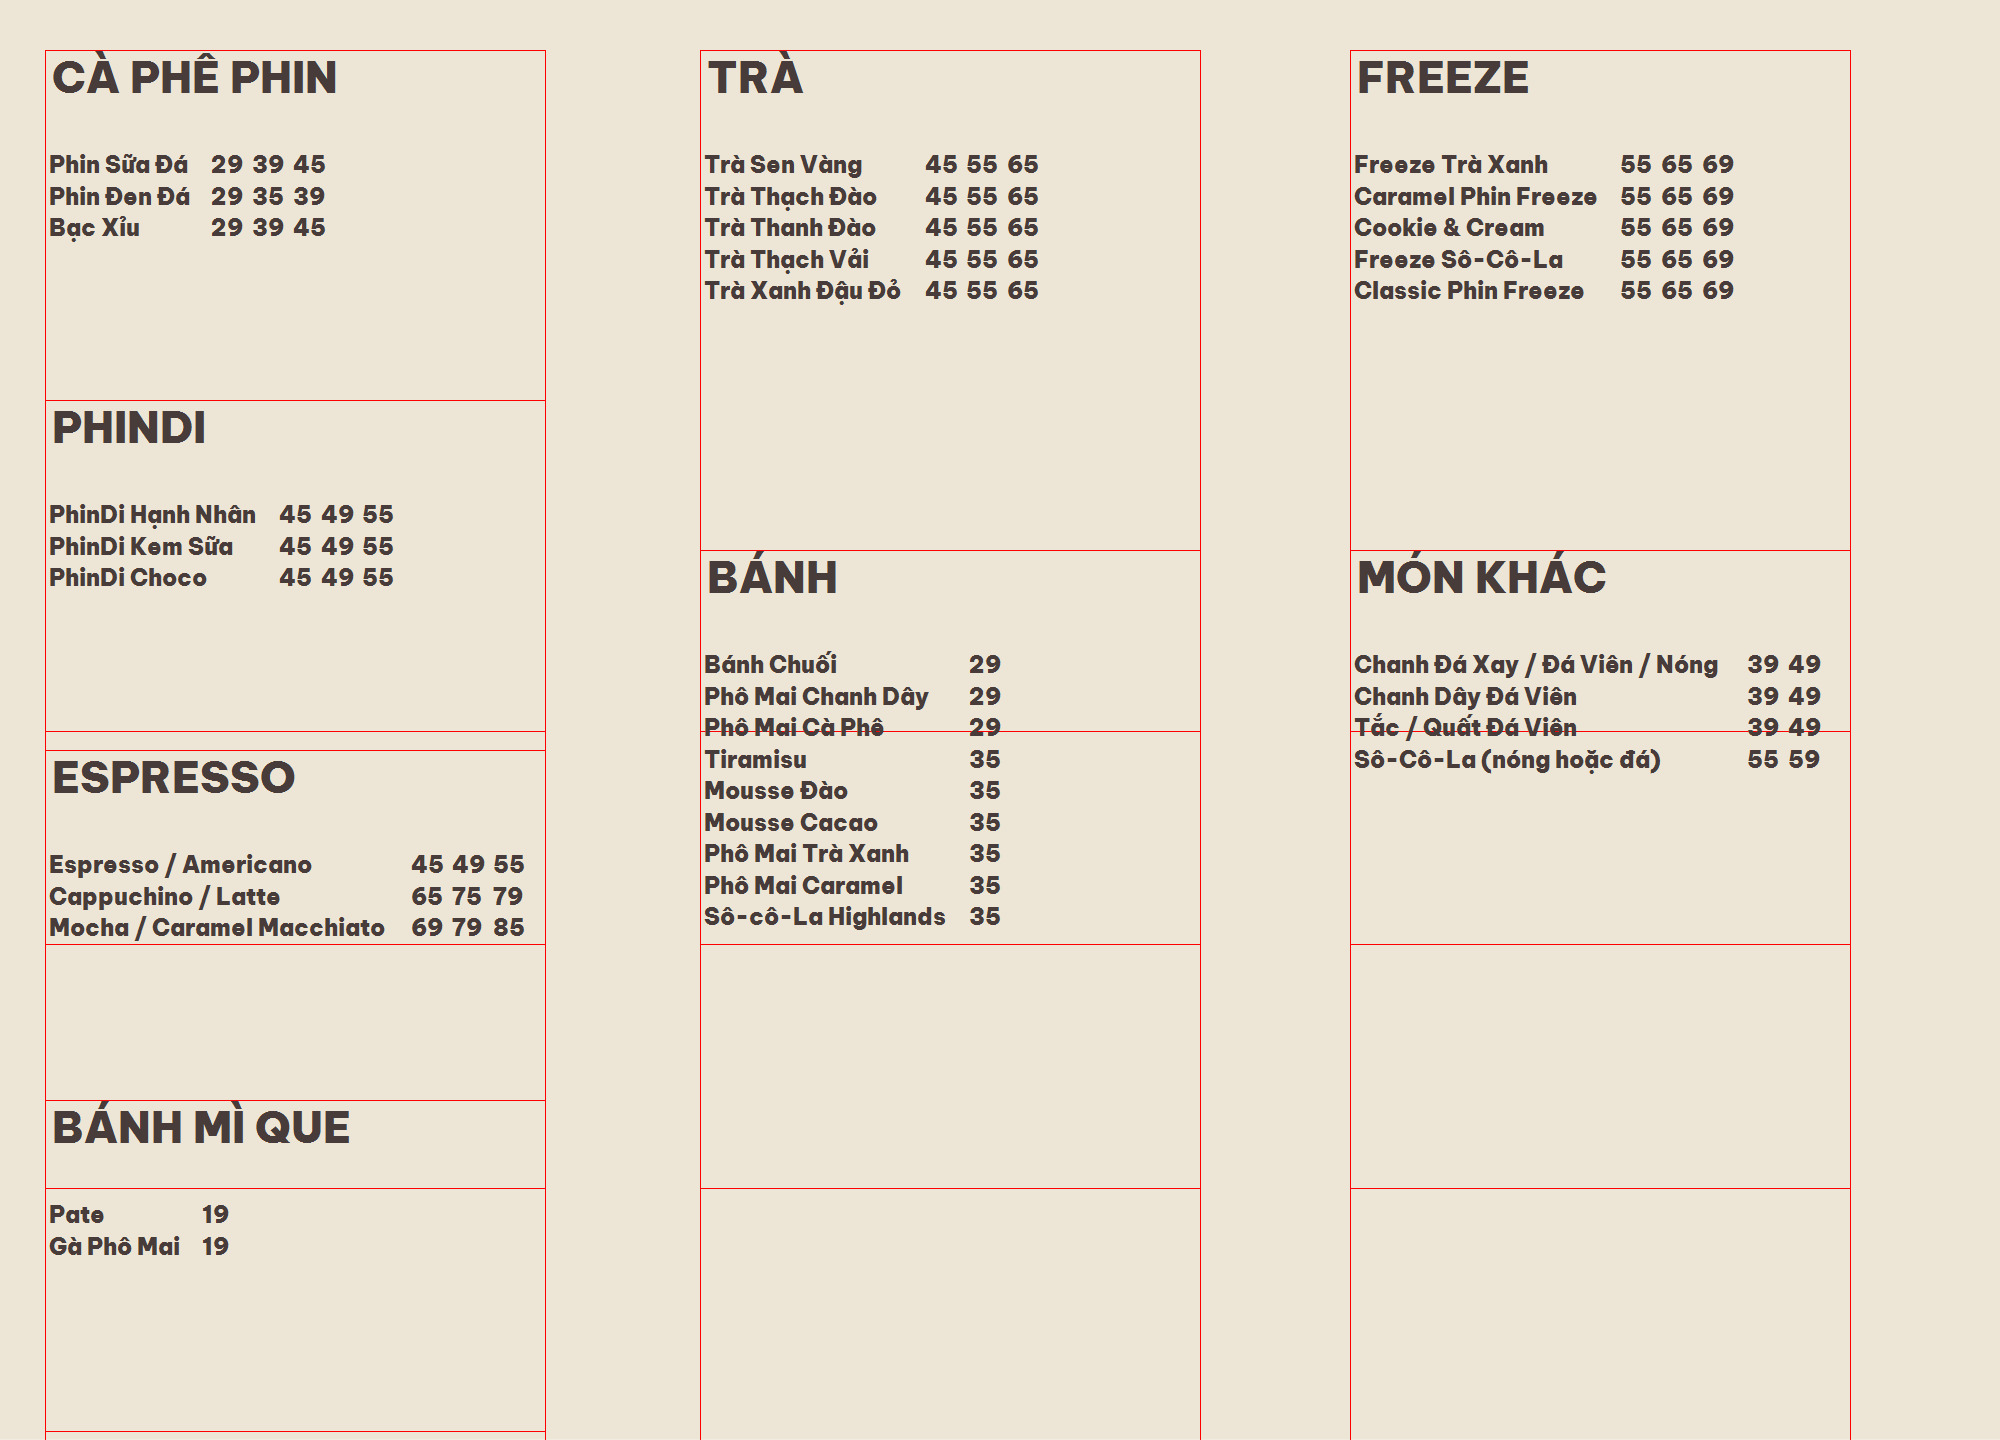 CÀ PHÊ PHIN
Phin Sữa Đá 29 39 45
Phin Đen Đá 29 35 39
Bạc Xỉu 29 39 45
PHINDI
PhinDi Hạnh Nhân 45 49 55
PhinDi Kem Sữa 45 49 55
PhinDi Choco 45 49 55
ESPRESSO
Espresso / Americano 45 49 55
Cappuchino / Latte 65 75 79
Mocha / Caramel Macchiato 69 79 85
BÁNH MÌ QUE
Pate 19
Gà Phô Mai 19
TRÀ
Trà Sen Vàng 45 55 65
Trà Thạch Đào 45 55 65
Trà Thanh Đào 45 55 65
Trà Thạch Vải 45 55 65
Trà Xanh Đậu Đỏ 45 55 65
BÁNH
Bánh Chuối 29
Phô Mai Chanh Dây 29
Phô Mai Cà Phê 29
Tiramisu 35
Mousse Đào 35
Mousse Cacao 35
Phô Mai Trà Xanh 35
Phô Mai Caramel 35
Sô-cô-La Highlands 35
FREEZE
Freeze Trà Xanh 55 65 69
Caramel Phin Freeze 55 65 69
Cookie & Cream 55 65 69
Freeze Sô-Cô-La 55 65 69
Classic Phin Freeze 55 65 69
MÓN KHÁC
Chanh Đá Xay / Đá Viên / Nóng 39 49
Chanh Dây Đá Viên 39 49
Tắc / Quất Đá Viên 39 49
Sô-Cô-La (nóng hoặc đá) 55 59